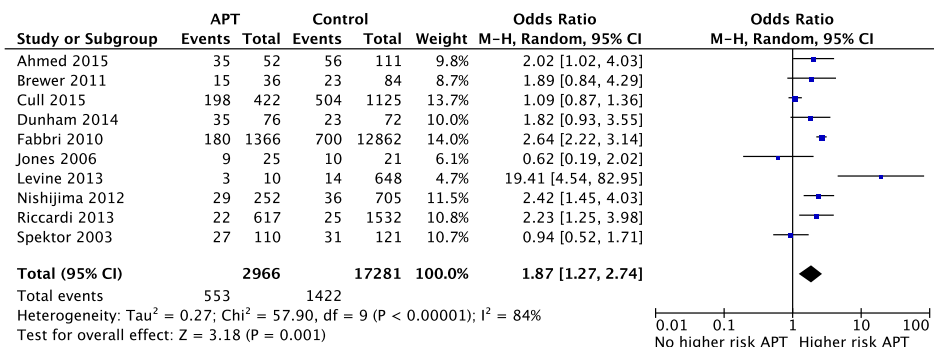 APT Control Odds Ratio Odds Ratio
Study or Subgroup Events Total Events Total Weight M-H, Random, 95% CI M-H, Random, 95% CI
Ahmed 2015 35 52 56 111 9.8% 2.02 [1.02, 4.03]
Brewer 2011 15 36 23 84 8.7% 1.89 [0.84, 4.29]
Cull 2015 198 422 504 1125 13.7% 1.09 [0.87, 1.36]
Dunham 2014 35 76 23 72 10.0% 1.82 [0.93, 3.55]
Fabbri 2010 180 1366 700 12862 14.0% 2.64 [2.22, 3.14]
Jones 2006 9 25 10 21 6.1% 0.62 [0.19, 2.02]
Levine 2013 3 10 14 648 4.7% 19.41 [4.54, 82.95]
Nishijima 2012 29 252 36 705 11.5% 2.42 [1.45, 4.03]
Riccardi 2013 22 617 25 1532 10.8% 2.23 [1.25, 3.98]
Spektor 2003 27 110 31 121 10.7% 0.94 [0.52, 1.71]
Total (95% CI) 2966 17281 100.0% 1.87 [1.27, 2.74]
Total events 553 1422
Heterogeneity: Tau² = 0.27; Chi² = 57.90, df = 9 (P < 0.00001); I² = 84%
Test for overall effect: Z = 3.18 (P = 0.001)
0.01 0.1 1 10 100
No higher risk APT Higher risk APT